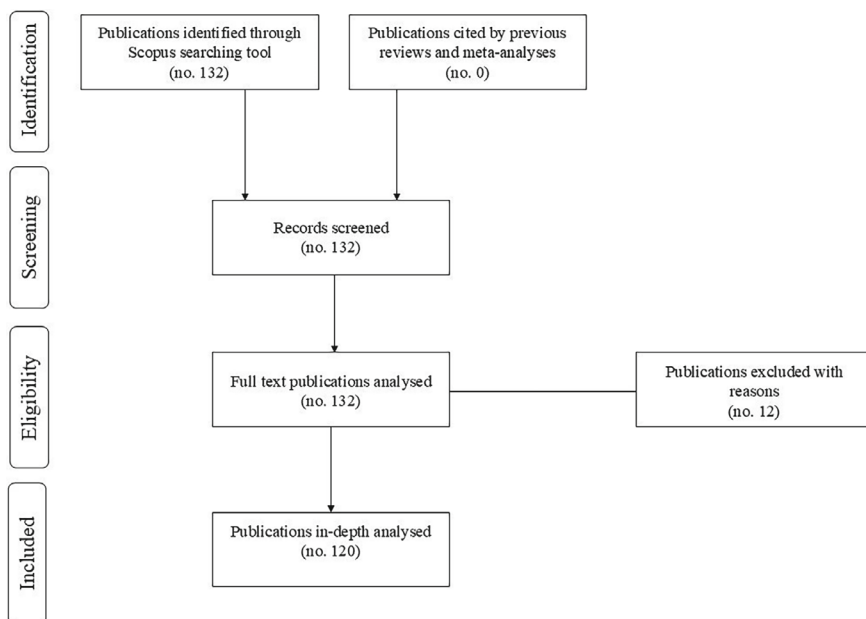 Identification
Publications identified through
Scopus searching tool
(no. 132)
Publications cited by previous
reviews and meta-analyses
(no. 0)
Screening
Records screened
(no. 132)
Eligibility
Full text publications analysed
(no. 132)
Publications excluded with
reasons
(no. 12)
Included
Publications in-depth analysed
(no. 120)